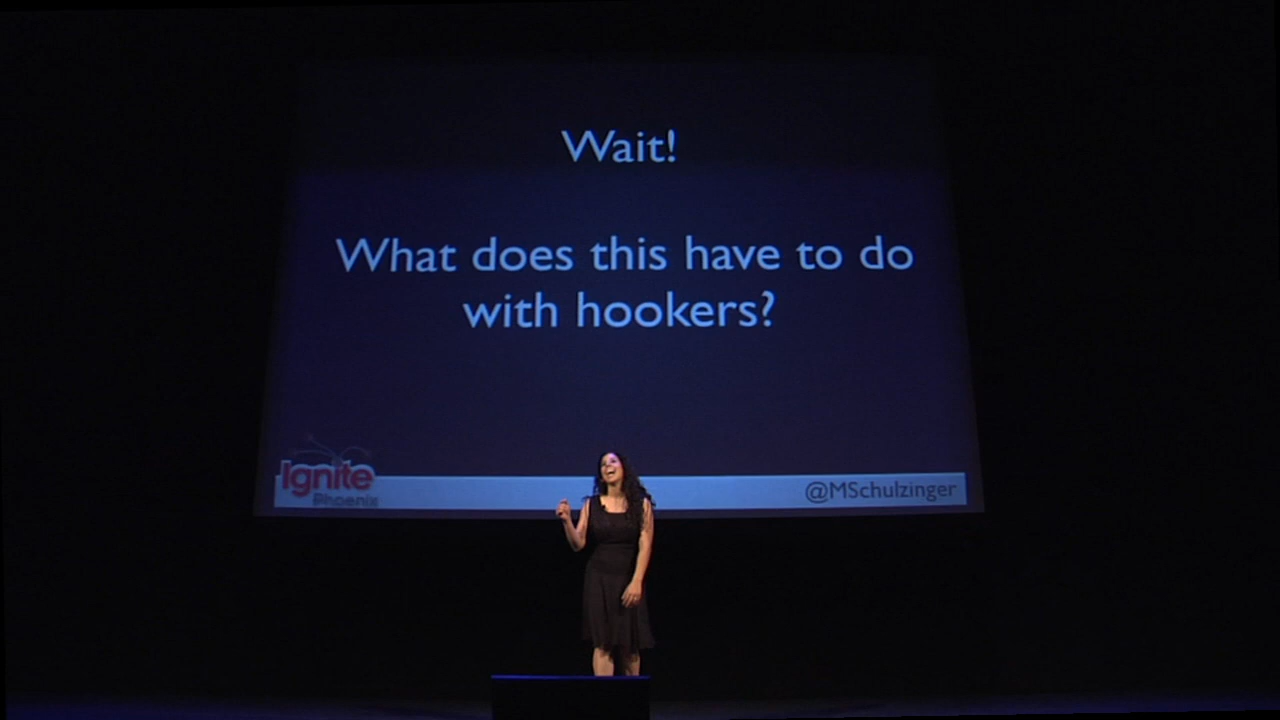 Wait!
What does this have to do
with hookers?
Ignite
Phoenix
@MSchulzinger